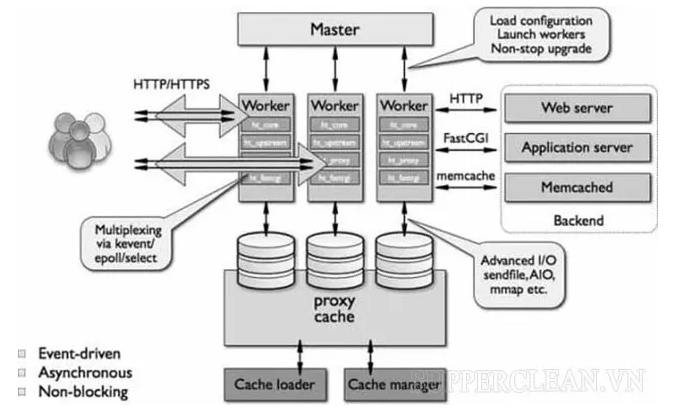 Master
Load configuration
Launch workers
Non-stop upgrade
HTTP/HTTPS
Worker
ht_core
ht_upstream
ht_fastcgi
Worker
ht_core
ht_upstream
ht_fastcgi
Worker
ht_core
ht_upstream
ht_proxy
ht_fastcgi
HTTP
Web server
FastCGI
Application server
memcache
Memcached
Backend
Multiplexing
via kevent/
epoll/select
Advanced I/O
sendfile, AIO,
mmap etc.
proxy
cache
Event-driven
Asynchronous
Non-blocking
Cache loader
Cache manager
SUPPERCLEAN.VN